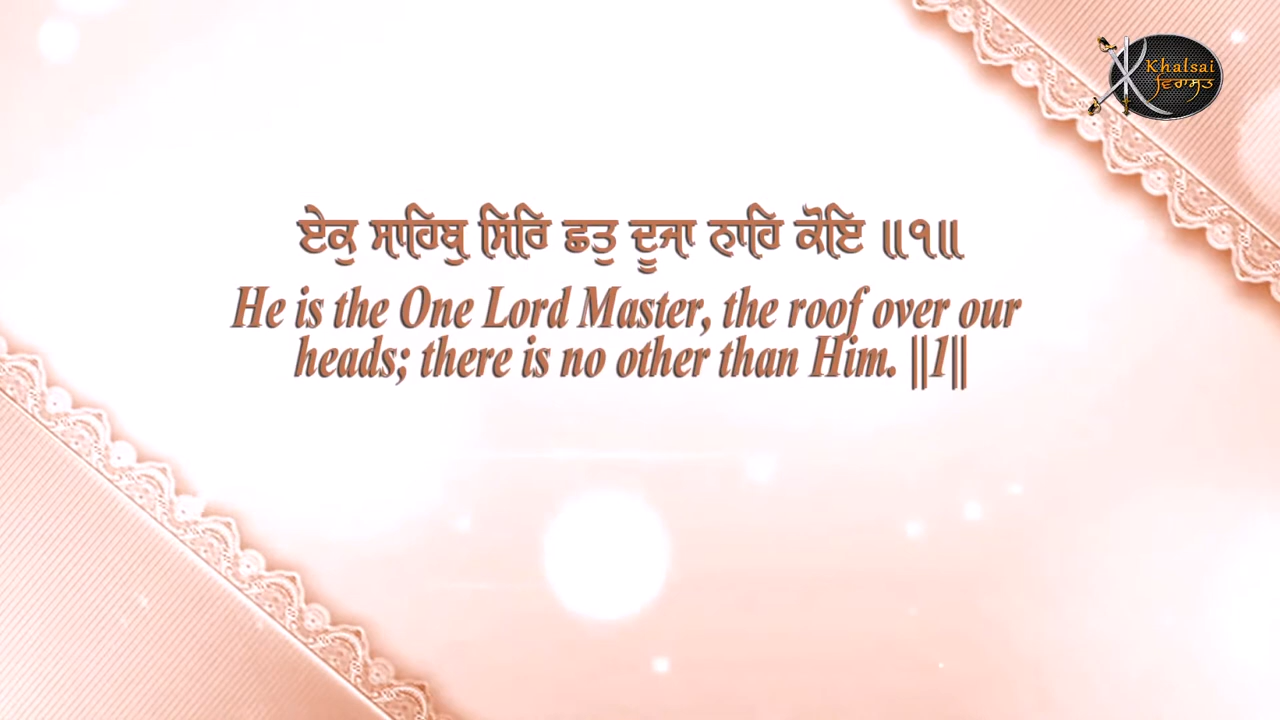 Khalsai
ਵਿਰਾਸਤ
ਏਕੁ ਸਾਹਿਬੁ ਸਿਰਿ ਛਤੁ ਦੂਜਾ ਨਾਹਿ ਕੋਇ ॥੧॥
He is the One Lord Master, the roof over our
heads; there is no other than Him. ||1||